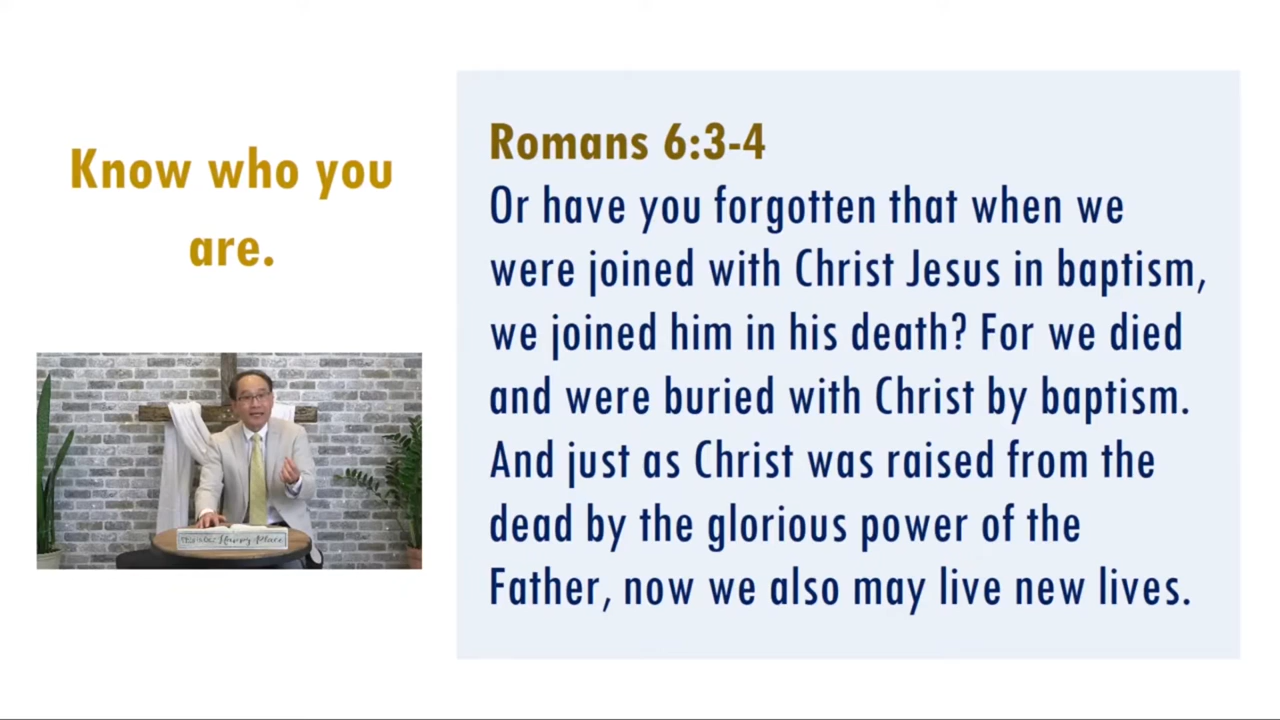 Know who you
are.
Romans 6:3-4
Or have you forgotten that when we
were joined with Christ Jesus in baptism,
we joined him in his death? For we died
and were buried with Christ by baptism.
And just as Christ was raised from the
dead by the glorious power of the
Father, now we also may live new lives.
Happy Place